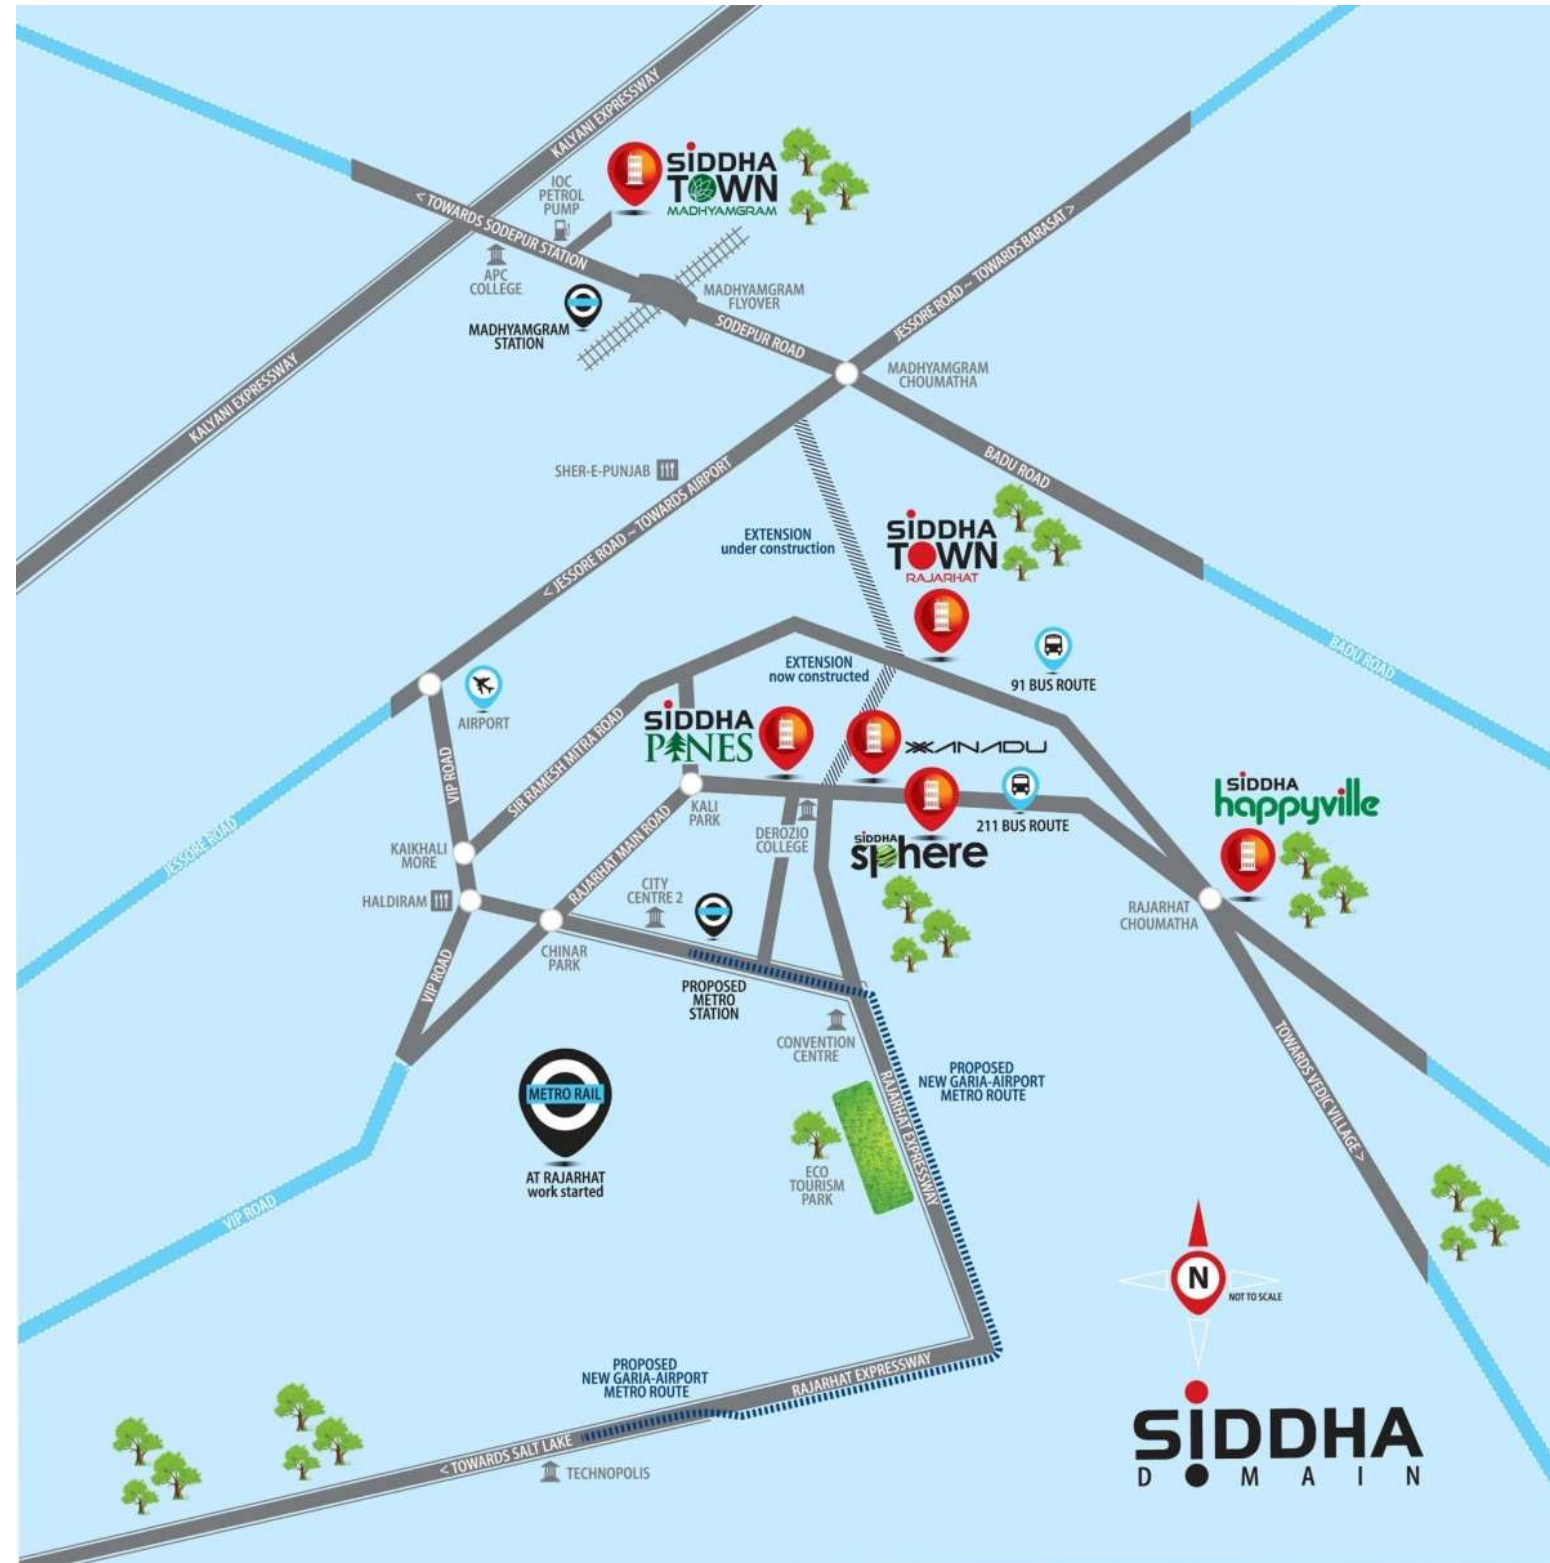 KALYANI EXPRESSWAY
SIDDHA
TOWN
MADHYAMGRAM
IOC
PETROL
PUMP
< TOWARDS SODEPUR STATION
APC
COLLEGE
MADHYAMGRAM
STATION
MADHYAMGRAM
FLYOVER
SODEPUR ROAD
JESSORE ROAD ~ TOWARDS BARASAT >
MADHYAMGRAM
CHOUMATHA
KALYANI EXPRESSWAY
SHER-E-PUNJAB
< JESSORE ROAD ~ TOWARDS AIRPORT
BADU ROAD
EXTENSION
under construction
SIDDHA
TOWN
RAJARHAT
BADU ROAD
EXTENSION
now constructed
91 BUS ROUTE
AIRPORT
SIDDHA
PINES
XANADU
VIP ROAD
SIR RAMESH MITRA ROAD
SIDDHA
happyville
KALI
PARK
DEROZIO
COLLEGE
211 BUS ROUTE
SIDDHA
sphere
JESSORE ROAD
KAIKHALI
MORE
RAJARHAT MAIN ROAD
HALDIRAM
CITY
CENTRE 2
RAJARHAT
CHOUMATHA
CHINAR
PARK
VIP ROAD
PROPOSED
METRO
STATION
CONVENTION
CENTRE
PROPOSED
NEW GARIA-AIRPORT
METRO ROUTE
RAJARHAT EXPRESSWAY
TOWARDS VEDIC VILLAGE >
METRO RAIL
AT RAJARHAT
work started
ECO
TOURISM
PARK
VIP ROAD
N
NOT TO SCALE
PROPOSED
NEW GARIA-AIRPORT
METRO ROUTE
RAJARHAT EXPRESSWAY
< TOWARDS SALT LAKE
TECHNOPOLIS
SIDDHA
DOMAIN